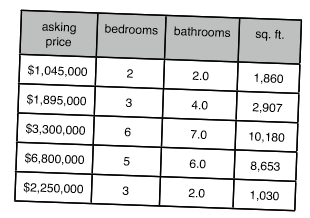 asking price bedrooms bathrooms sq. ft.
$1,045,000 2 2.0 1,860
$1,895,000 3 4.0 2,907
$3,300,000 6 7.0 10,180
$6,800,000 5 6.0 8,653
$2,250,000 3 2.0 1,030